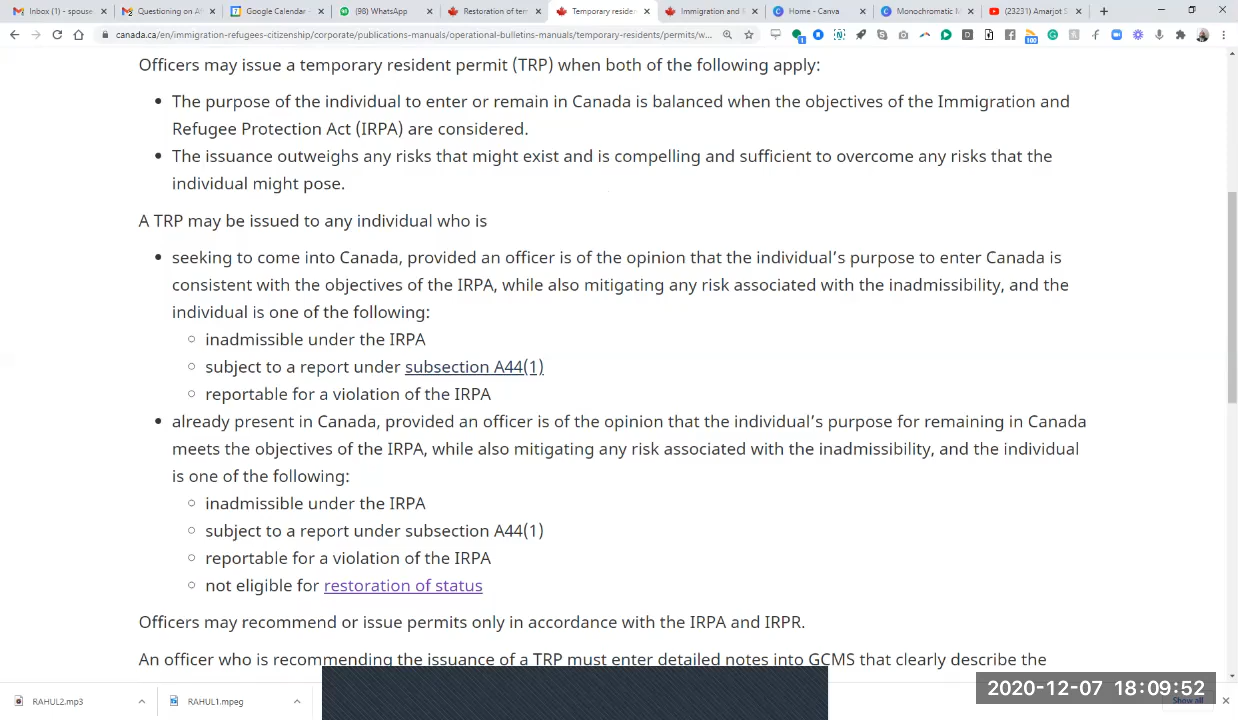 Inbox (1) - spouse. Questioning on A Google Calendar - (98) WhatsApp Restoration of tem Temporary reside Immigration and Home - Canva Monochromatic M (23231) Amarjot S
canada.ca/en/immigration-refugees-citizenship/corporate/publications-manuals/operational-bulletins-manuals/temporary-residents/permits/w...
Officers may issue a temporary resident permit (TRP) when both of the following apply:
• The purpose of the individual to enter or remain in Canada is balanced when the objectives of the Immigration and
Refugee Protection Act (IRPA) are considered.
• The issuance outweighs any risks that might exist and is compelling and sufficient to overcome any risks that the
individual might pose.
A TRP may be issued to any individual who is
• seeking to come into Canada, provided an officer is of the opinion that the individual’s purpose to enter Canada is
consistent with the objectives of the IRPA, while also mitigating any risk associated with the inadmissibility, and the
individual is one of the following:
○ inadmissible under the IRPA
○ subject to a report under subsection A44(1)
○ reportable for a violation of the IRPA
• already present in Canada, provided an officer is of the opinion that the individual’s purpose for remaining in Canada
meets the objectives of the IRPA, while also mitigating any risk associated with the inadmissibility, and the individual
is one of the following:
○ inadmissible under the IRPA
○ subject to a report under subsection A44(1)
○ reportable for a violation of the IRPA
○ not eligible for restoration of status
Officers may recommend or issue permits only in accordance with the IRPA and IRPR.
An officer who is recommending the issuance of a TRP must enter detailed notes into GCMS that clearly describe the
2020-12-07 18:09:52
RAHUL2.mp3 RAHUL1.mpeg Show all